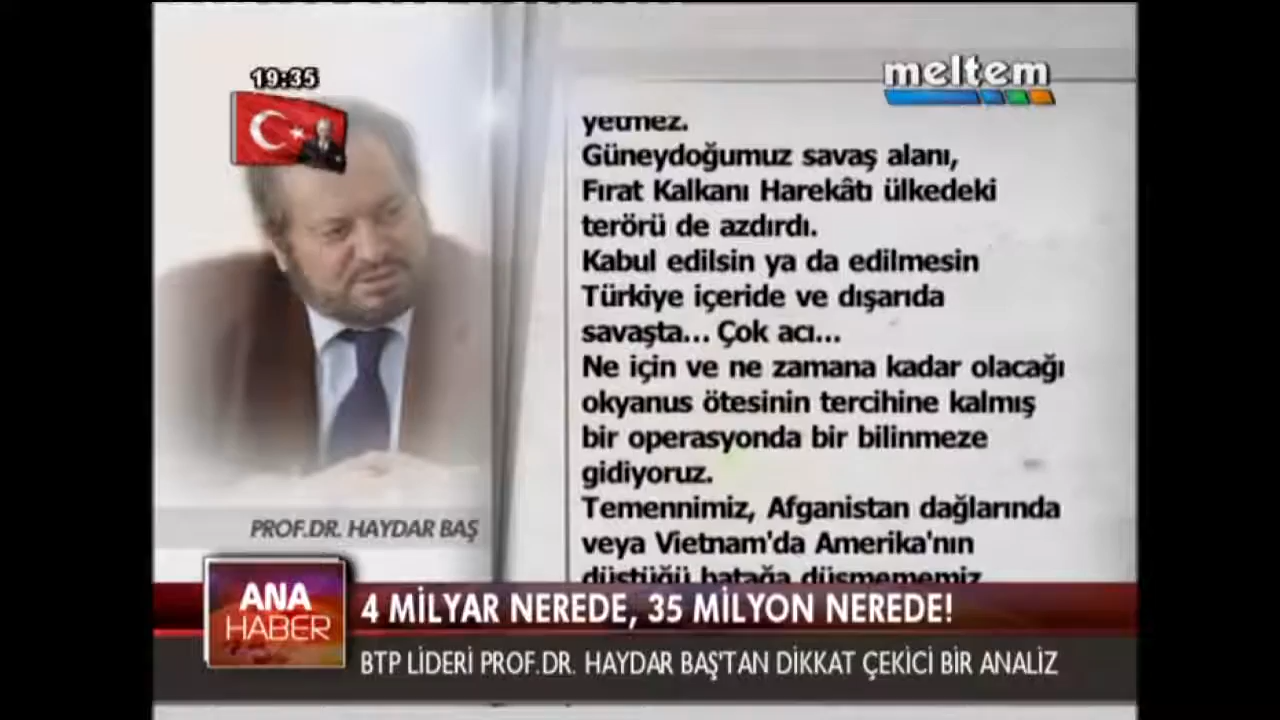 19:35
meltem
yetmez.
Güneydoğumuz savaş alanı,
Fırat Kalkanı Harekâtı ülkedeki
terörü de azdırdı.
Kabul edilsin ya da edilmesin
Türkiye içeride ve dışarıda
savaşta... Çok acı...
Ne için ve ne zamana kadar olacağı
okyanus ötesinin tercihine kalmış
bir operasyonda bir bilinmeze
gidiyoruz.
Temennimiz, Afganistan dağlarında
veya Vietnam'da Amerika'nın
düştüğü batağa düşmememiz
PROF.DR. HAYDAR BAŞ
ANA
HABER
4 MİLYAR NEREDE, 35 MİLYON NEREDE!
BTP LİDERİ PROF.DR. HAYDAR BAŞ'TAN DİKKAT ÇEKİCİ BİR ANALİZ